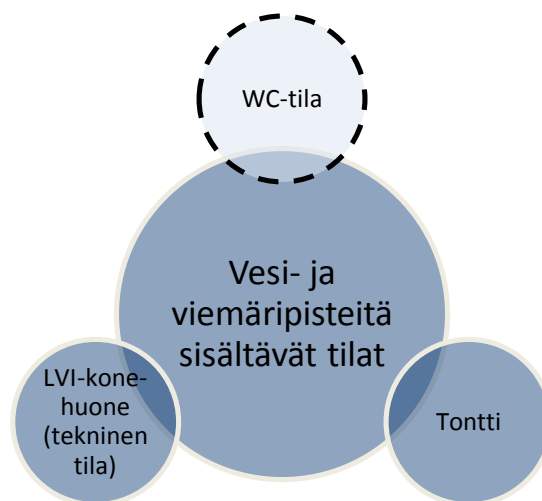 WC-tila
Vesi- ja
viemäripisteitä
sisältävät tilat
LVI-kone-
huone
(tekninen
tila)
Tontti